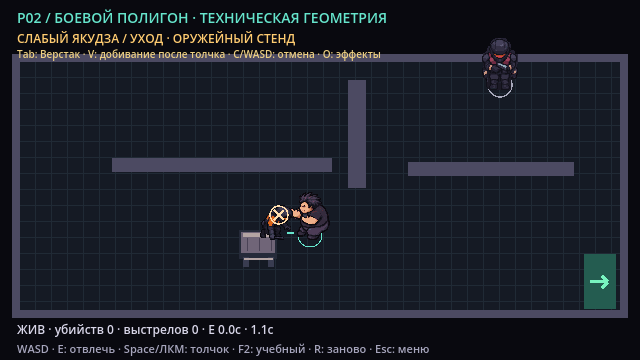 P02 / БОЕВОЙ ПОЛИГОН · ТЕХНИЧЕСКАЯ ГЕОМЕТРИЯ
СЛАБЫЙ ЯКУДЗА / УХОД · ОРУЖЕЙНЫЙ СТЕНД
Tab: Верстак · V: добивание после толчка · C/WASD: отмена · O: эффекты
ЖИВ · убийств 0 · выстрелов 0 · E 0.0с · 1.1с
WASD · E: отвлечь · Space/ЛКМ: толчок · F2: учебный · R: заново · Esc: меню